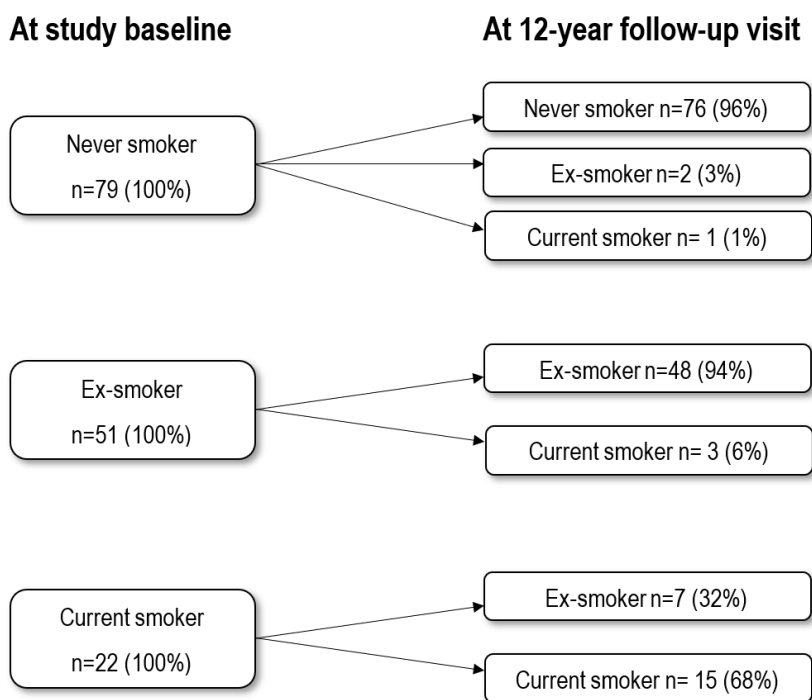 At study baseline
At 12-year follow-up visit
Never smoker
n=79 (100%)
Never smoker n=76 (96%)
Ex-smoker n=2 (3%)
Current smoker n= 1 (1%)
Ex-smoker
n=51 (100%)
Ex-smoker n=48 (94%)
Current smoker n= 3 (6%)
Current smoker
n=22 (100%)
Ex-smoker n=7 (32%)
Current smoker n= 15 (68%)